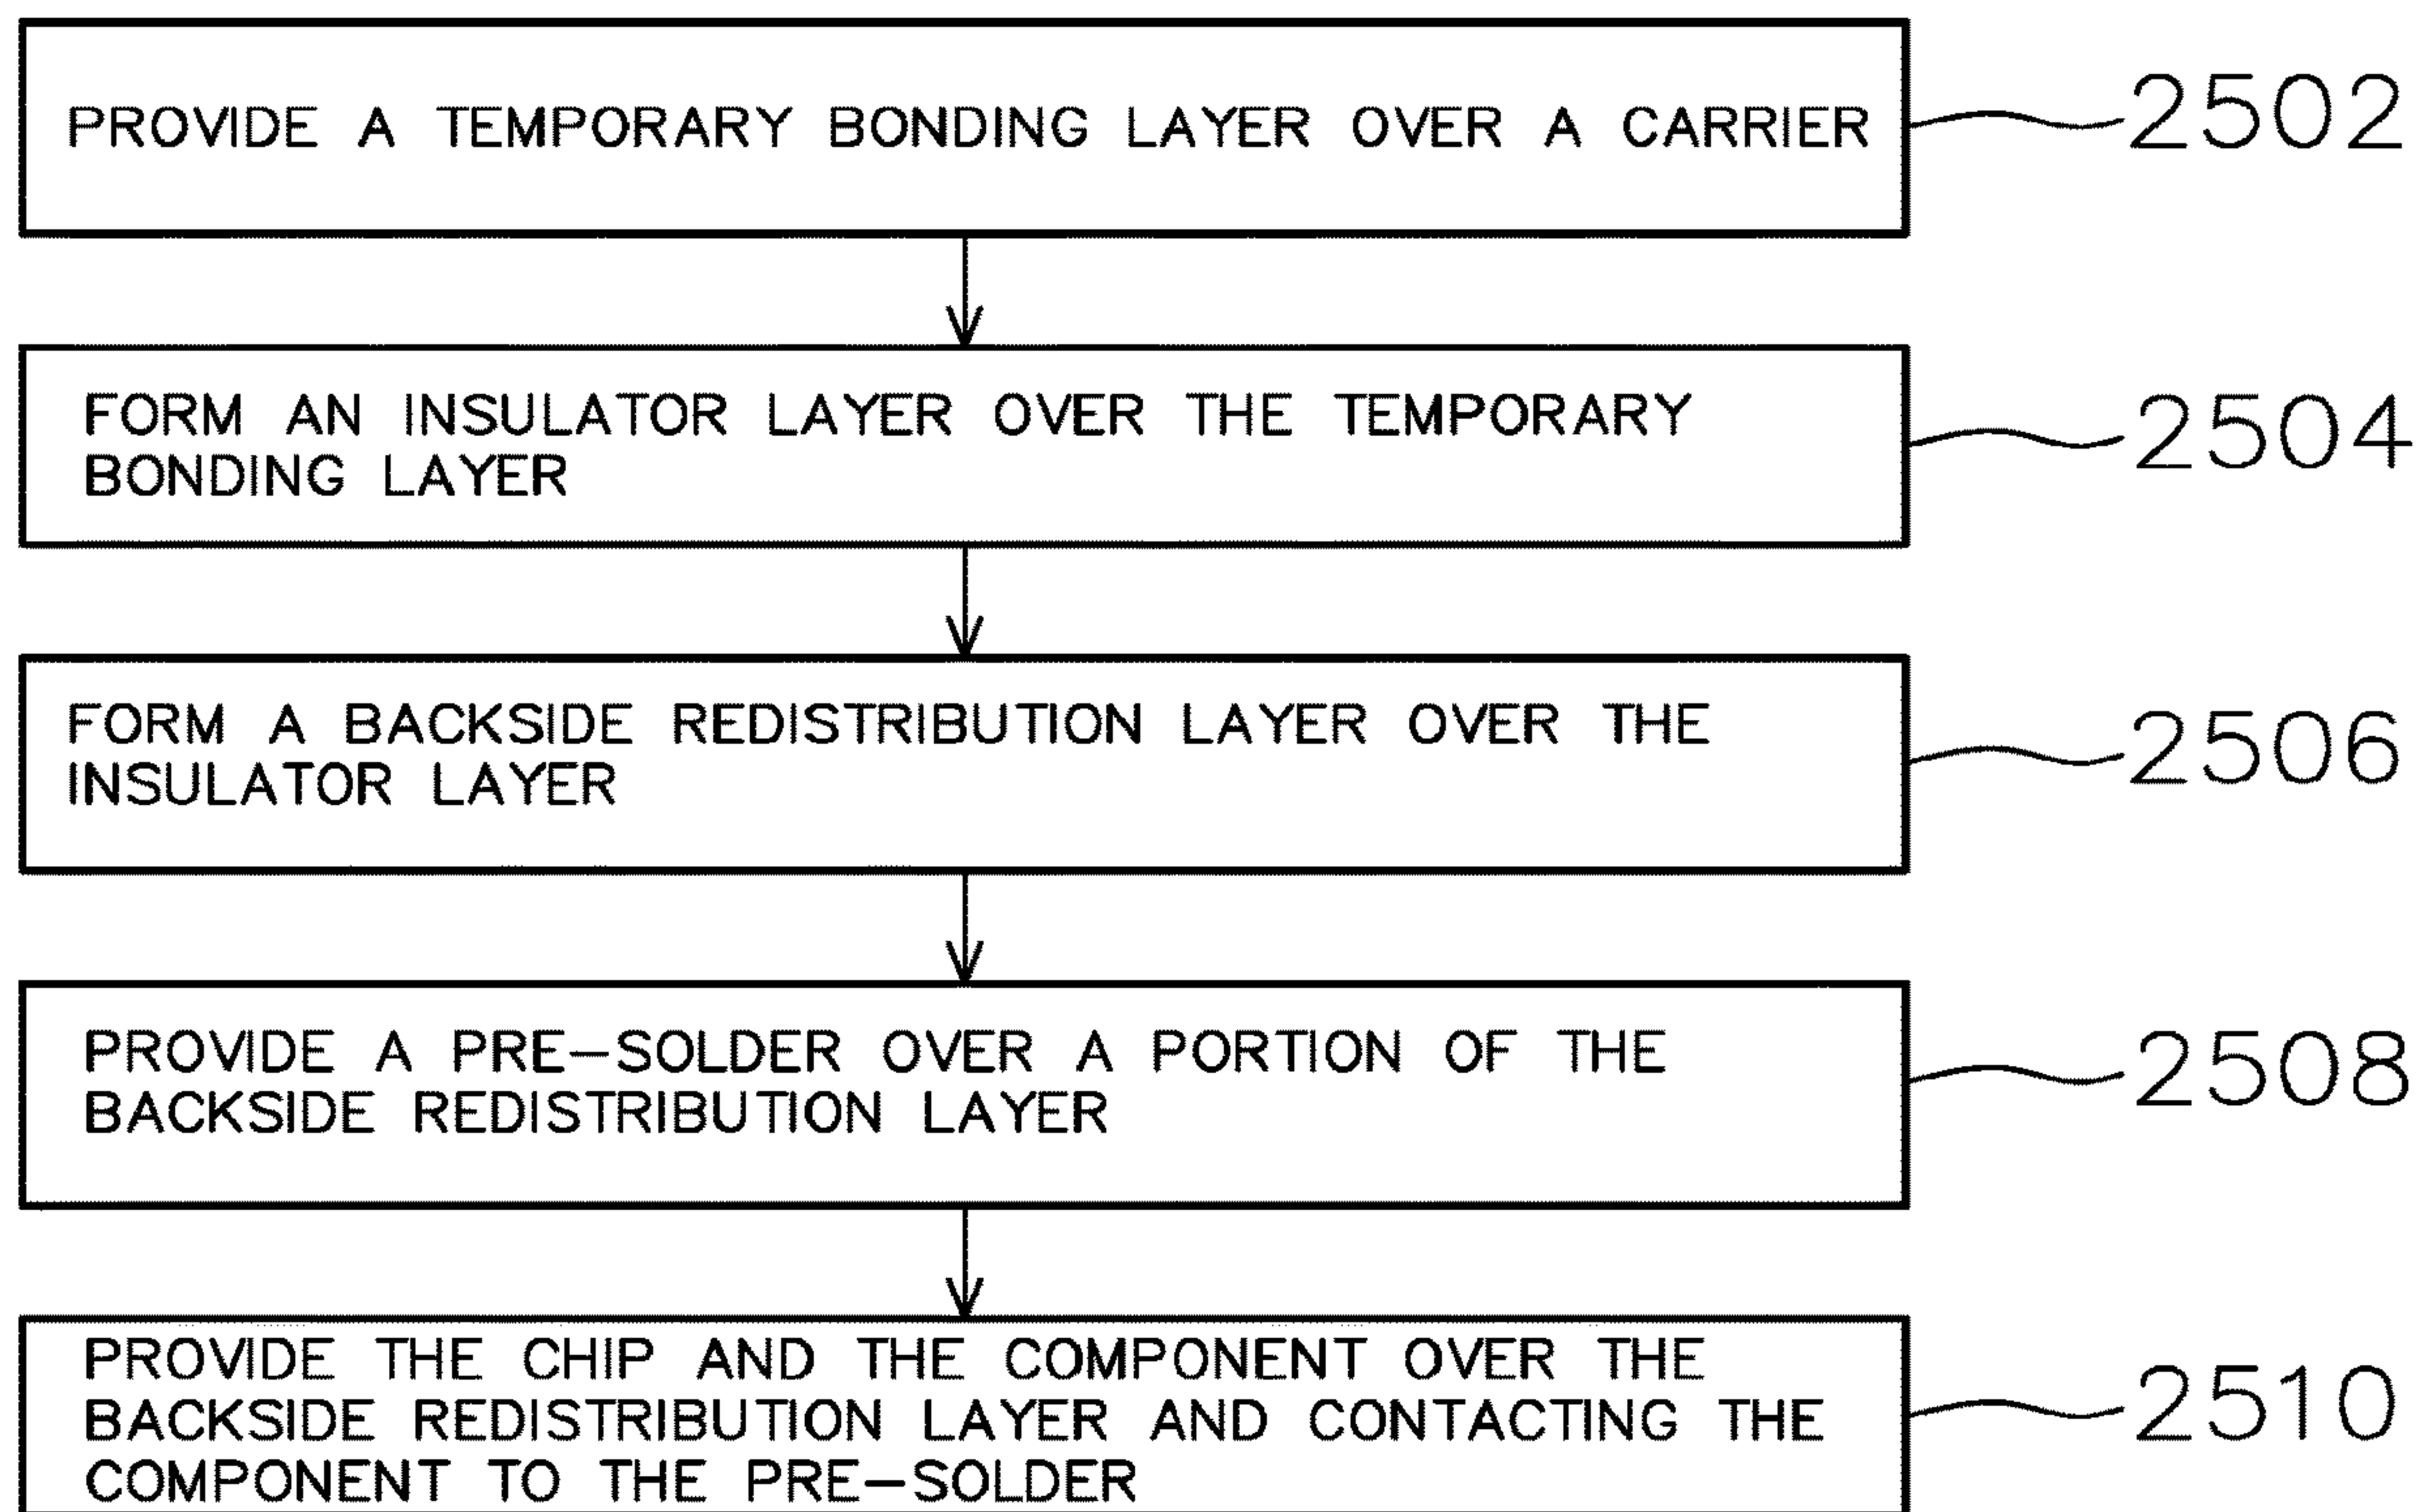 PROVIDE A TEMPORARY BONDING LAYER OVER A CARRIER
2502
FORM AN INSULATOR LAYER OVER THE TEMPORARY
BONDING LAYER
2504
FORM A BACKSIDE REDISTRIBUTION LAYER OVER THE
INSULATOR LAYER
2506
PROVIDE A PRE-SOLDER OVER A PORTION OF THE
BACKSIDE REDISTRIBUTION LAYER
2508
PROVIDE THE CHIP AND THE COMPONENT OVER THE
BACKSIDE REDISTRIBUTION LAYER AND CONTACTING THE
COMPONENT TO THE PRE-SOLDER
2510